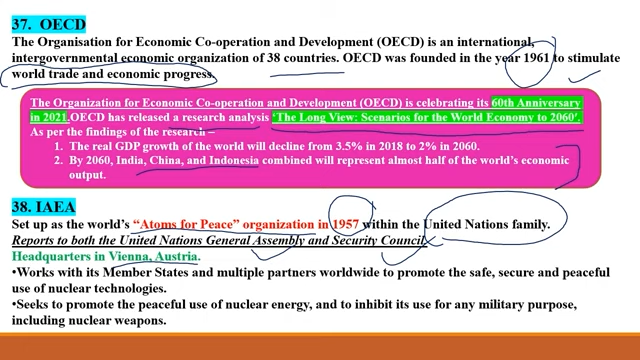 37. OECD
The Organisation for Economic Co-operation and Development (OECD) is an international,
intergovernmental economic organization of 38 countries. OECD was founded in the year 1961 to stimulate
world trade and economic progress.
The Organization for Economic Co-operation and Development (OECD) is celebrating its 60th Anniversary
in 2021.OECD has released a research analysis ‘The Long View: Scenarios for the World Economy to 2060’.
As per the findings of the research–
1. The real GDP growth of the world will decline from 3.5% in 2018 to 2% in 2060.
2. By 2060, India, China, and Indonesia combined will represent almost half of the world’s economic
output.
38. IAEA
Set up as the world’s “Atoms for Peace” organization in 1957 within the United Nations family.
Reports to both the United Nations General Assembly and Security Council.
Headquarters in Vienna, Austria.
•Works with its Member States and multiple partners worldwide to promote the safe, secure and peaceful
use of nuclear technologies.
•Seeks to promote the peaceful use of nuclear energy, and to inhibit its use for any military purpose,
including nuclear weapons.